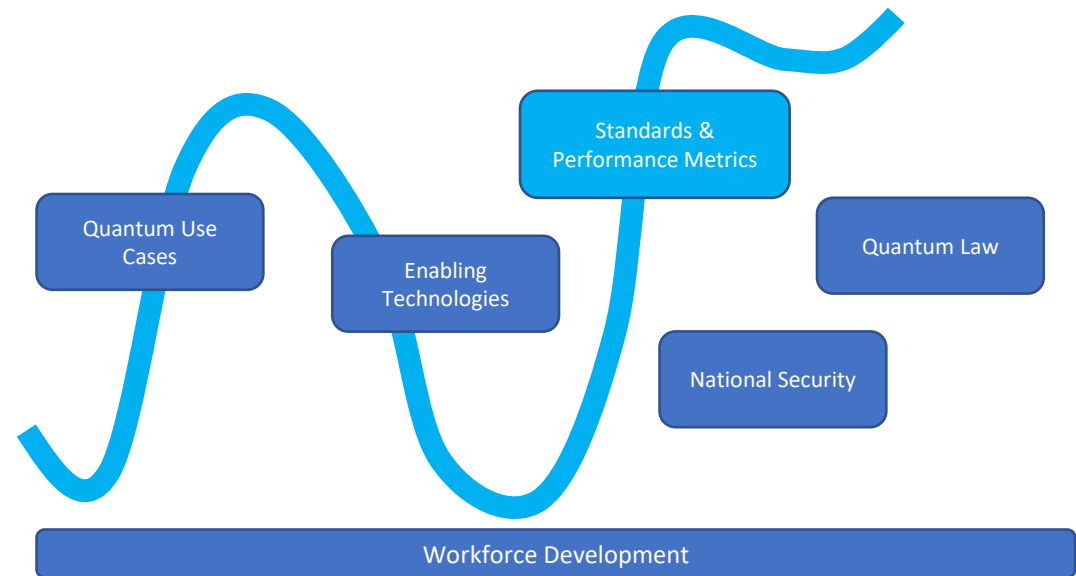 Standards &
Performance Metrics
Quantum Use
Cases
Quantum Law
Enabling
Technologies
National Security
Workforce Development